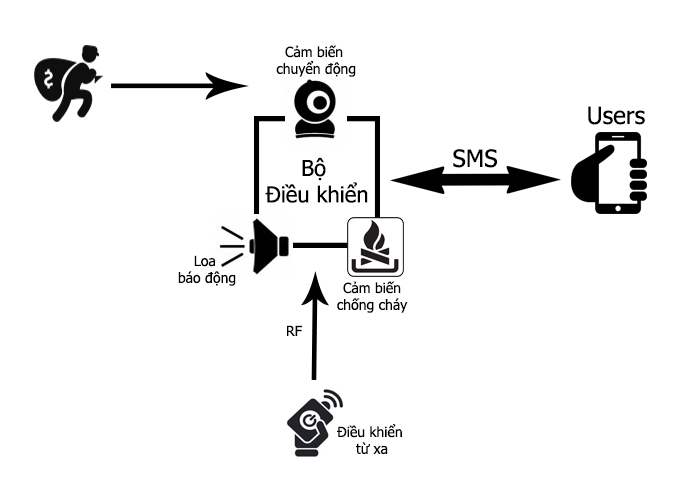 Cảm biến
chuyển động
Users
SMS
Bộ
Điều khiển
Loa
báo động
Cảm biến
chống cháy
RF
Điều khiển
từ xa